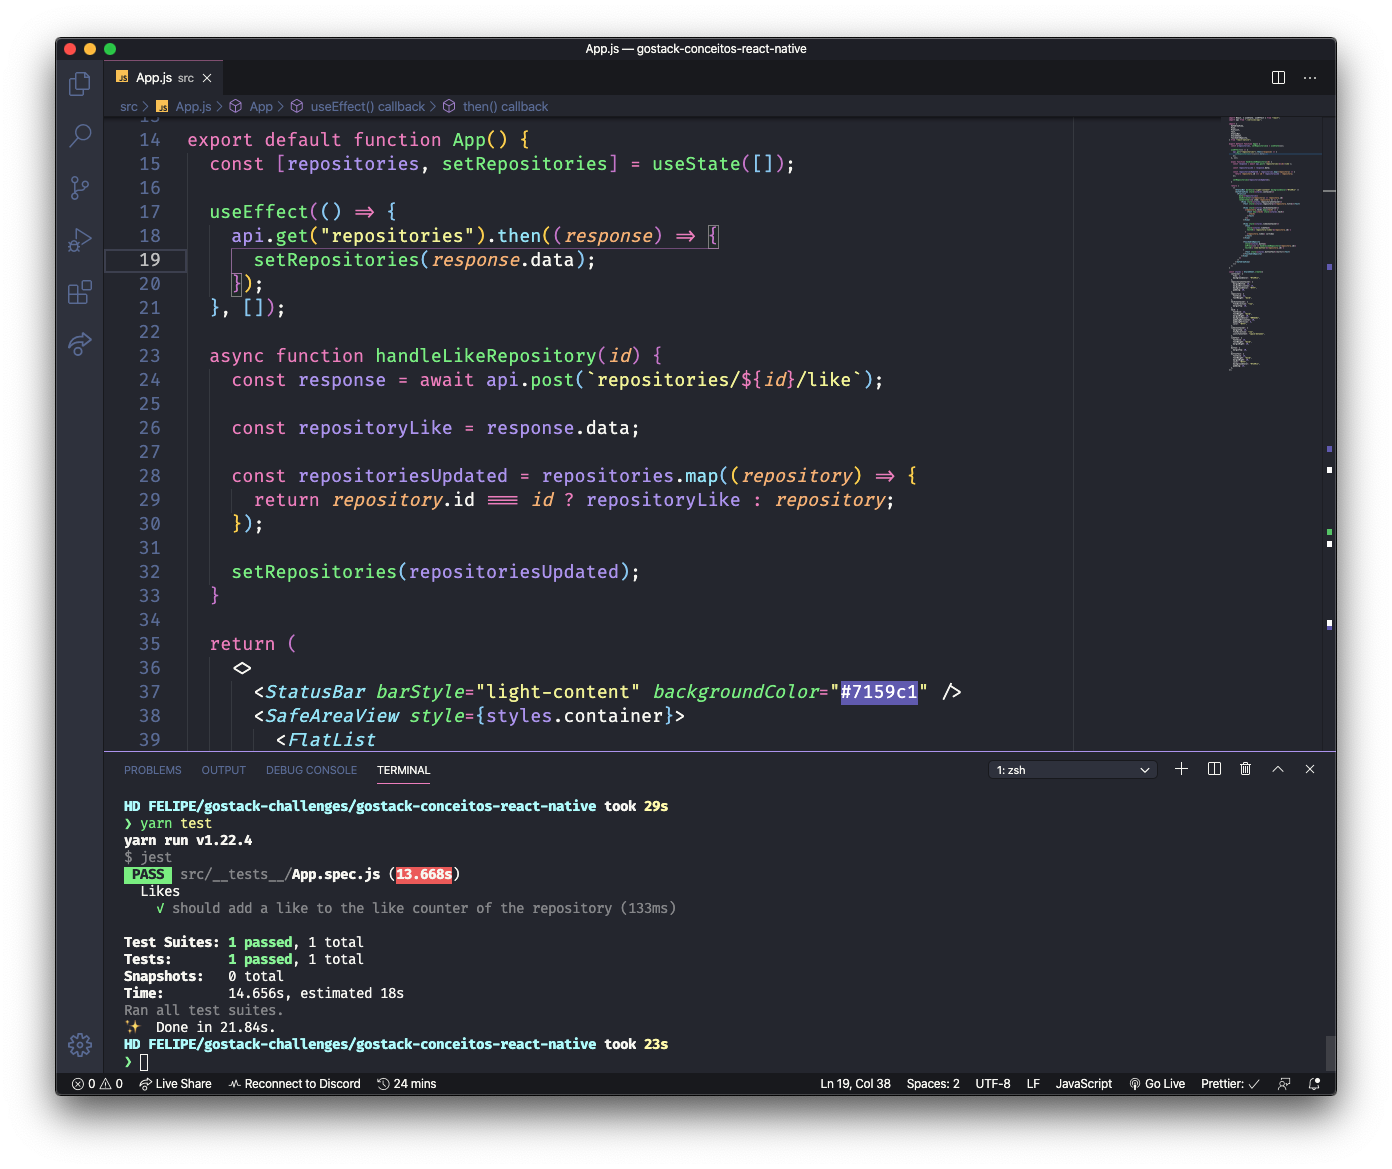 App.js — gostack-conceitos-react-native
App.js src
src > App.js > App > useEffect() callback > then() callback
13
14 export default function App() {
15 const [repositories, setRepositories] = useState([]);
16
17 useEffect(() => {
18 api.get("repositories").then((response) => {
19 setRepositories(response.data);
20 });
21 }, []);
22
23 async function handleLikeRepository(id) {
24 const response = await api.post(`repositories/${id}/like`);
25
26 const repositoryLike = response.data;
27
28 const repositoriesUpdated = repositories.map((repository) => {
29 return repository.id === id ? repositoryLike : repository;
30 });
31
32 setRepositories(repositoriesUpdated);
33 }
34
35 return (
36 <>
37 <StatusBar barStyle="light-content" backgroundColor="#7159c1" />
38 <SafeAreaView style={styles.container}>
39 <FlatList
PROBLEMS OUTPUT DEBUG CONSOLE TERMINAL 1: zsh
HD FELIPE/gostack-challenges/gostack-conceitos-react-native took 29s
❯ yarn test
yarn run v1.22.4
$ jest
PASS src/__tests__/App.spec.js (13.668s)
Likes
✓ should add a like to the like counter of the repository (133ms)
Test Suites: 1 passed, 1 total
Tests: 1 passed, 1 total
Snapshots: 0 total
Time: 14.656s, estimated 18s
Ran all test suites.
✨ Done in 21.84s.
HD FELIPE/gostack-challenges/gostack-conceitos-react-native took 23s
❯
0 0 Live Share Reconnect to Discord 24 mins Ln 19, Col 38 Spaces: 2 UTF-8 LF JavaScript Go Live Prettier: ✓